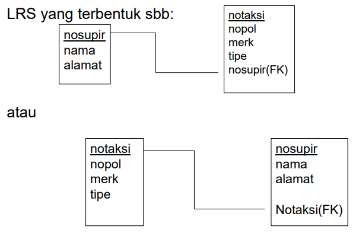 LRS yang terbentuk sbb:
nosupir
nama
alamat
notaksi
nopol
merk
tipe
nosupir(FK)
atau
notaksi
nopol
merk
tipe
nosupir
nama
alamat
Notaksi(FK)